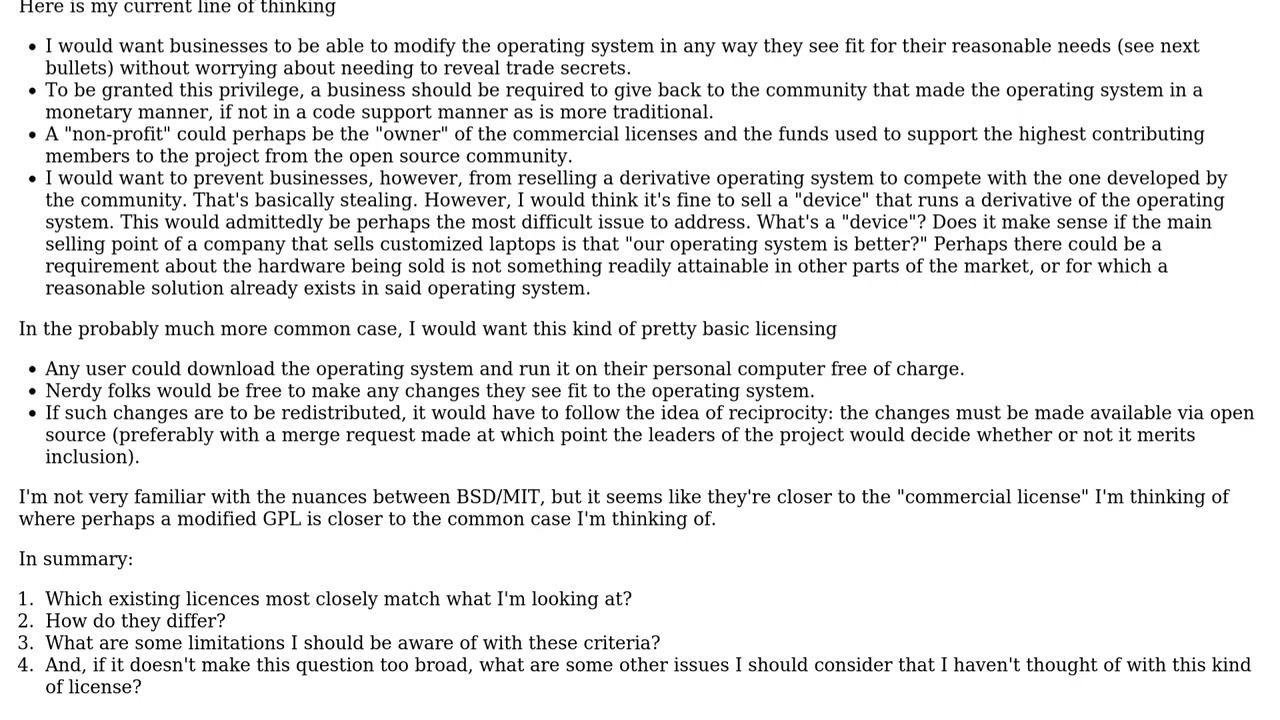 Here is my current line of thinking
• I would want businesses to be able to modify the operating system in any way they see fit for their reasonable needs (see next
bullets) without worrying about needing to reveal trade secrets.
• To be granted this privilege, a business should be required to give back to the community that made the operating system in a
monetary manner, if not in a code support manner as is more traditional.
• A "non-profit" could perhaps be the "owner" of the commercial licenses and the funds used to support the highest contributing
members to the project from the open source community.
• I would want to prevent businesses, however, from reselling a derivative operating system to compete with the one developed by
the community. That's basically stealing. However, I would think it's fine to sell a "device" that runs a derivative of the operating
system. This would admittedly be perhaps the most difficult issue to address. What's a "device"? Does it make sense if the main
selling point of a company that sells customized laptops is that "our operating system is better?" Perhaps there could be a
requirement about the hardware being sold is not something readily attainable in other parts of the market, or for which a
reasonable solution already exists in said operating system.
In the probably much more common case, I would want this kind of pretty basic licensing
• Any user could download the operating system and run it on their personal computer free of charge.
• Nerdy folks would be free to make any changes they see fit to the operating system.
• If such changes are to be redistributed, it would have to follow the idea of reciprocity: the changes must be made available via open
source (preferably with a merge request made at which point the leaders of the project would decide whether or not it merits
inclusion).
I'm not very familiar with the nuances between BSD/MIT, but it seems like they're closer to the "commercial license" I'm thinking of
where perhaps a modified GPL is closer to the common case I'm thinking of.
In summary:
1. Which existing licences most closely match what I'm looking at?
2. How do they differ?
3. What are some limitations I should be aware of with these criteria?
4. And, if it doesn't make this question too broad, what are some other issues I should consider that I haven't thought of with this kind
of license?